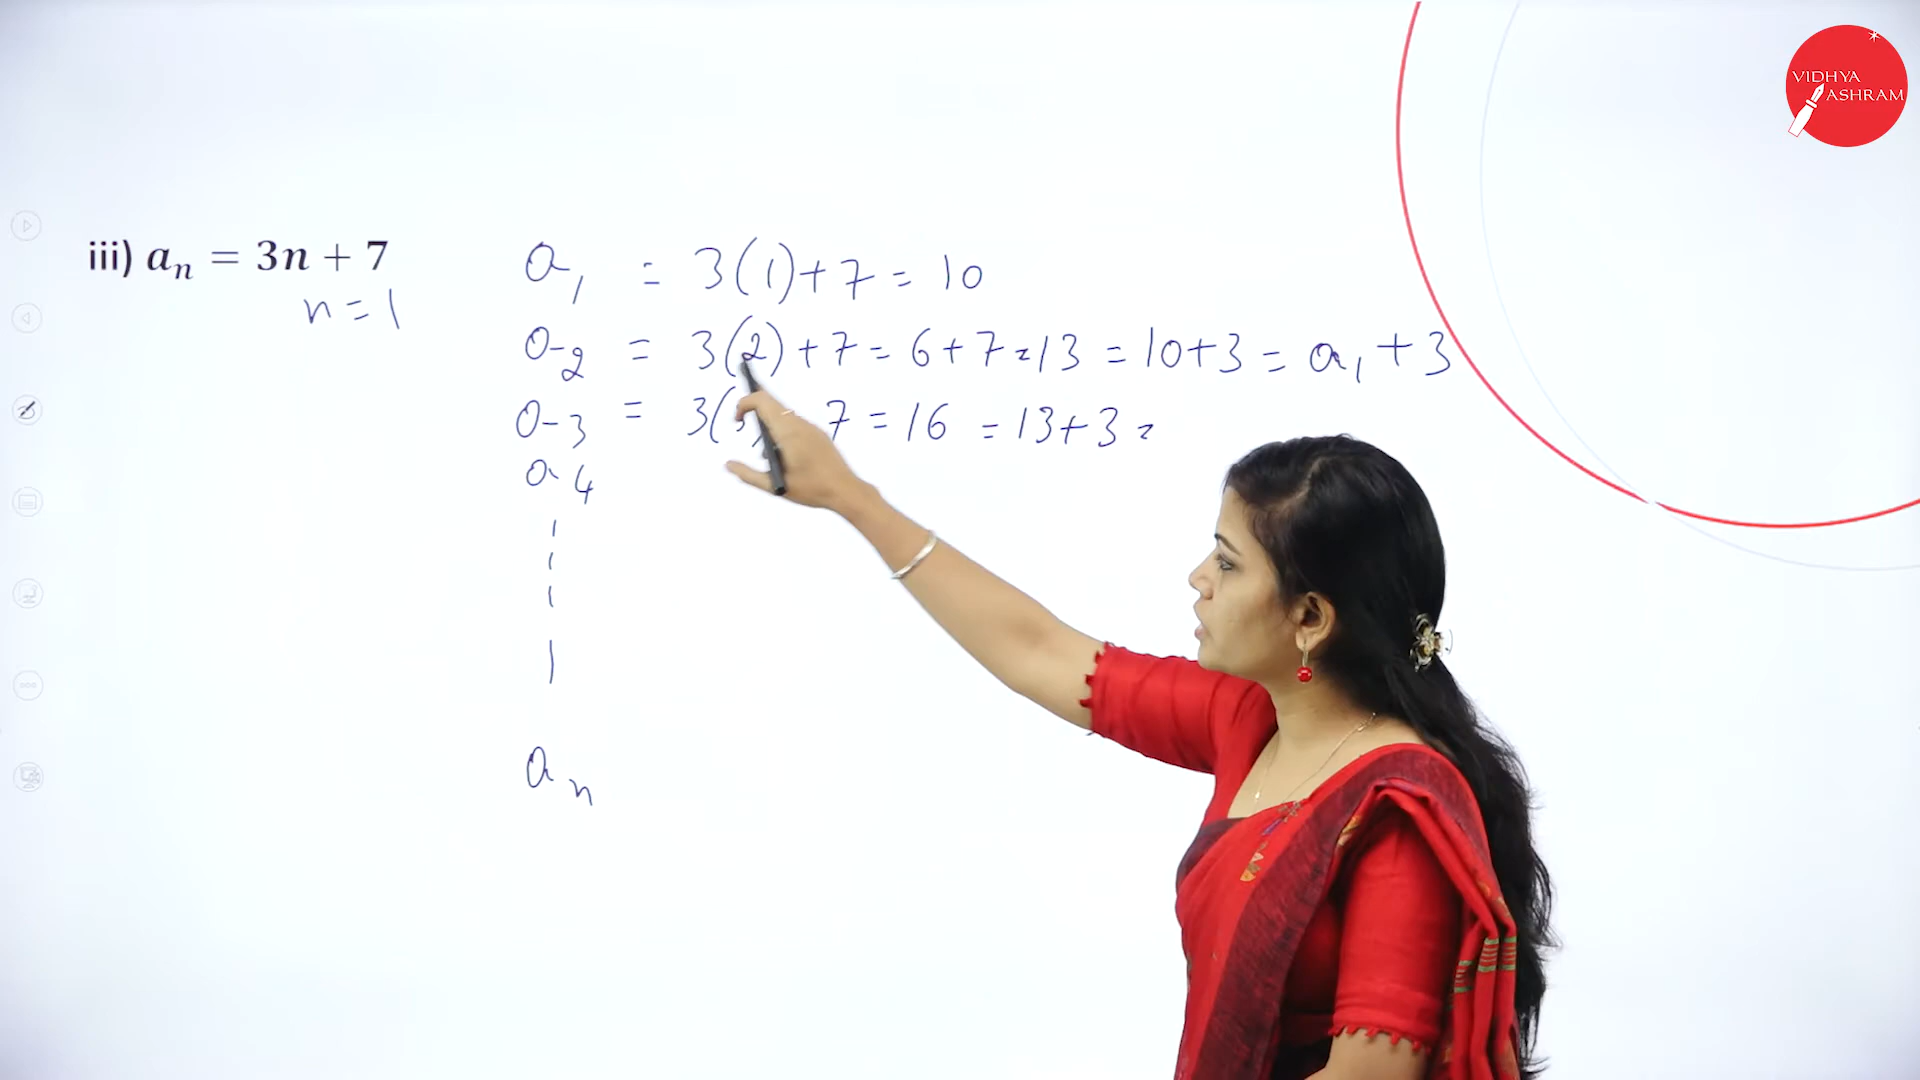 VIDHYA
ASHRAM
iii) aₙ = 3n + 7
n = 1
a₁ = 3(1)+7 = 10
a₂ = 3(2)+7 = 6+7 = 13 = 10+3 = a₁ + 3
a₃ = 3(3) 7 = 16 = 13+3 =
a₄
aₙ